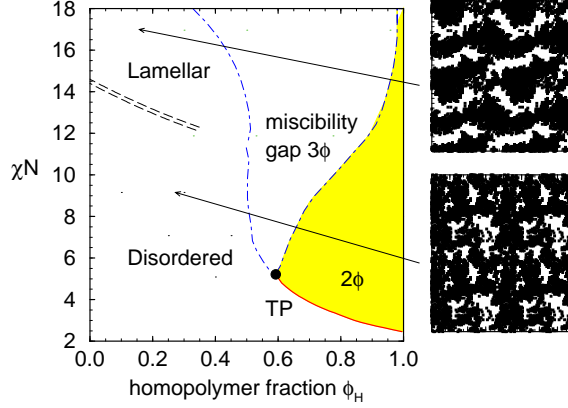 18
16
14
12
10
8
6
4
2
χN
Lamellar
miscibility
gap 3ϕ
Disordered
2ϕ
TP
0.0 0.2 0.4 0.6 0.8 1.0
homopolymer fraction ϕ_H